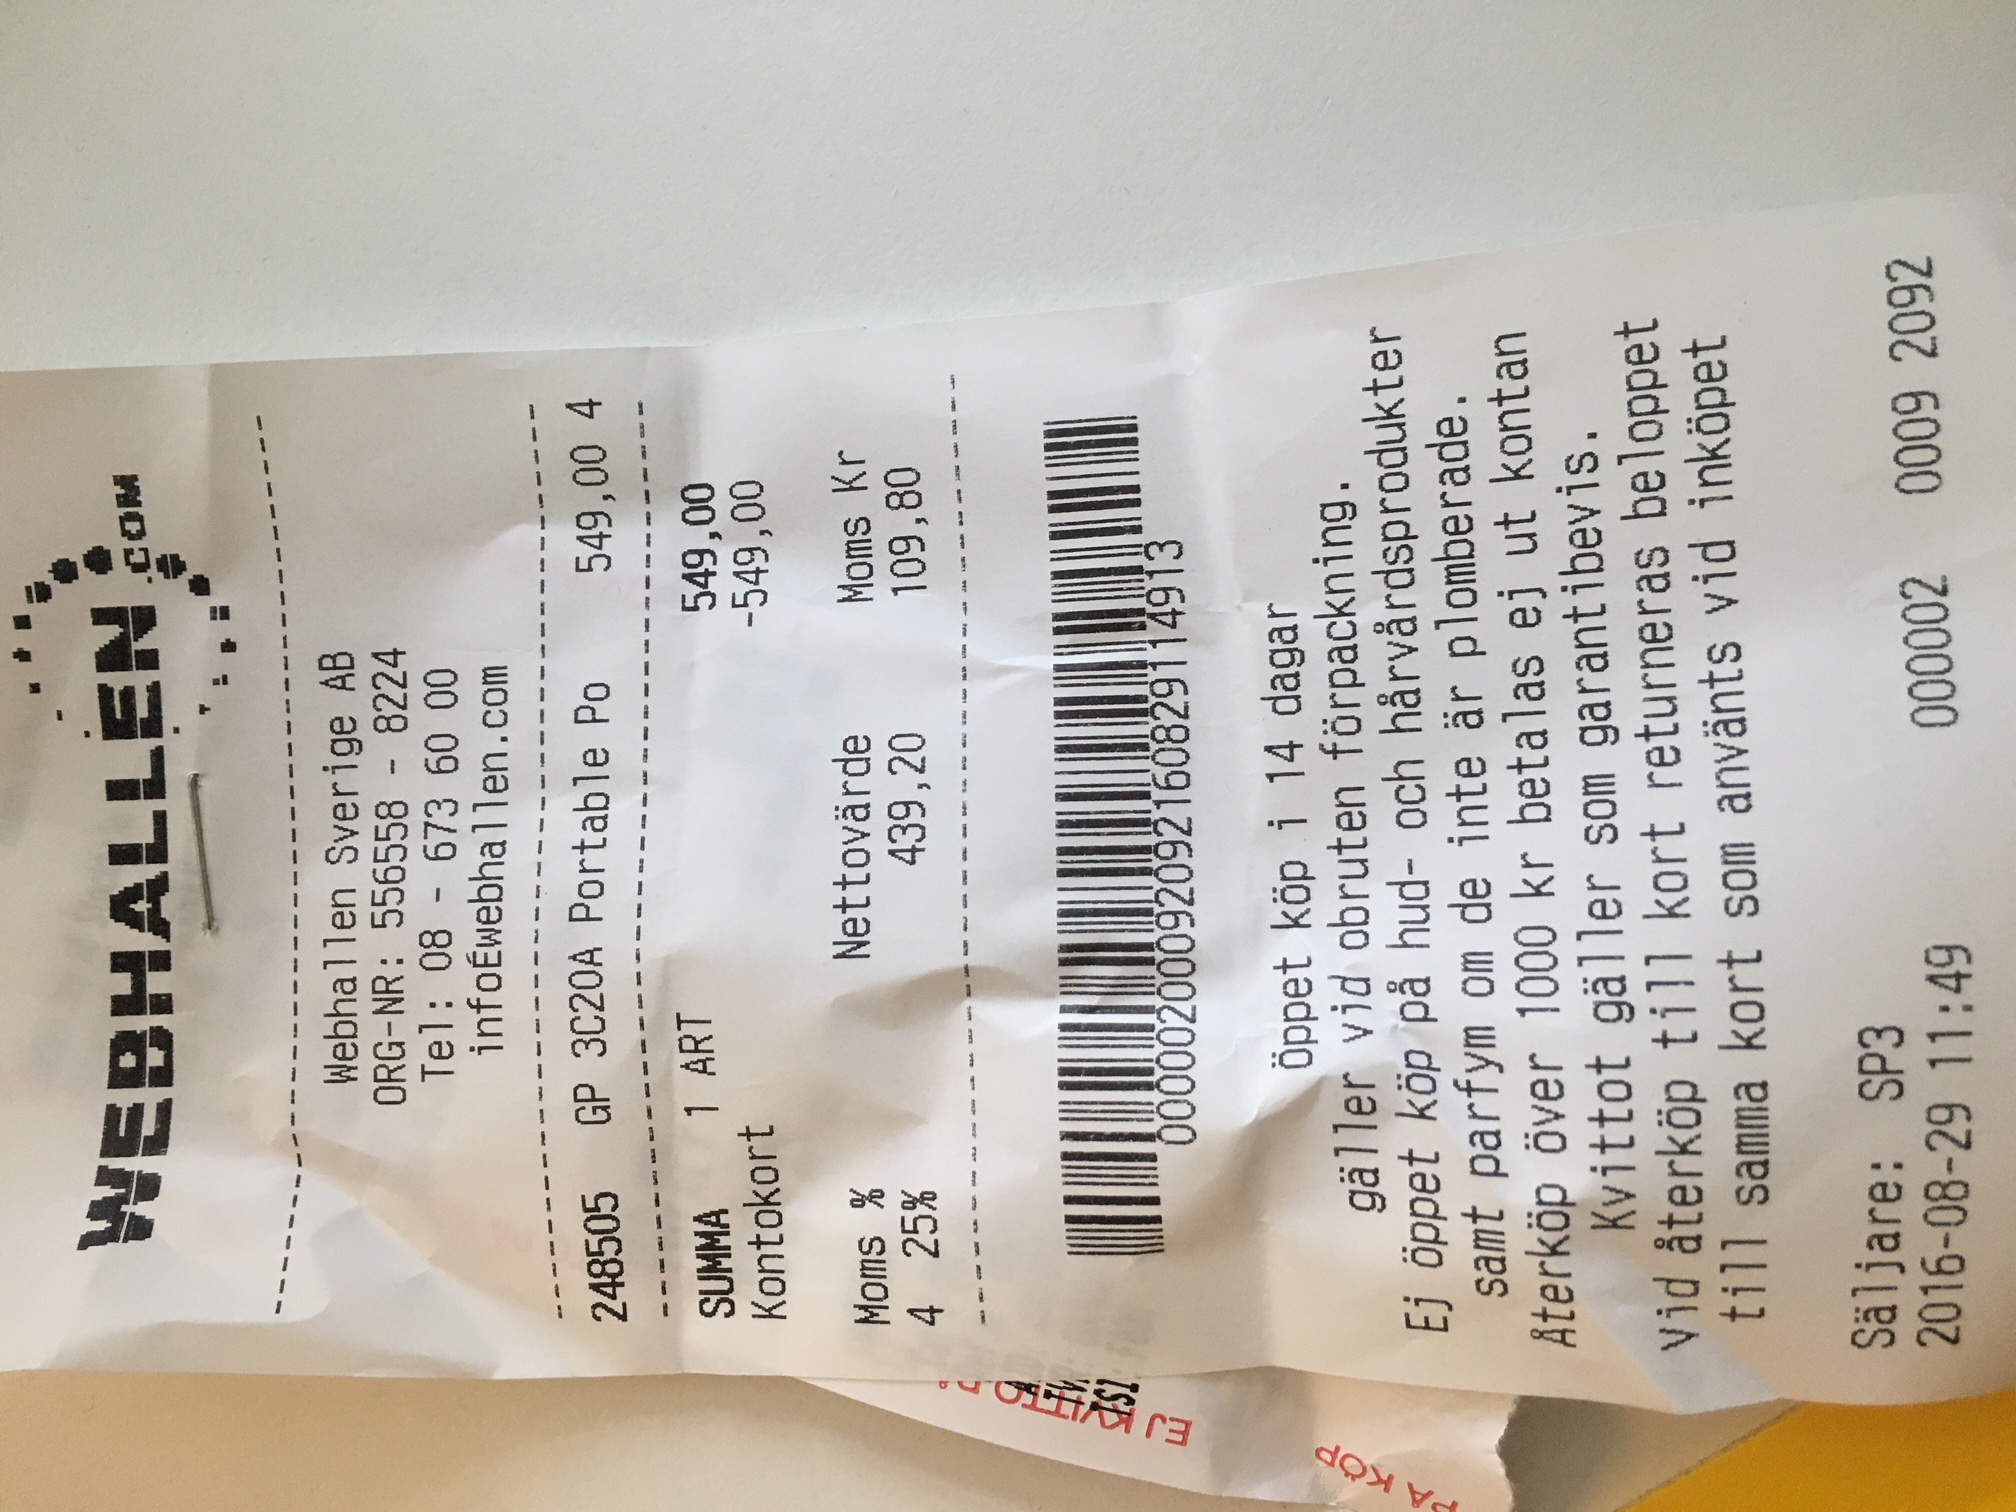 WEBHALLEN.COM
Webhallen Sverige AB
ORG-NR: 556558 - 8224
Tel: 08 - 673 60 00
infoÉwebhallen.com
248505 GP 3C20A Portable Po 549,00 4
SUMMA 1 ART 549,00
Kontokort -549,00
Moms % Nettovärde Moms Kr
4 25% 439,20 109,80
00000200092092160829114913
Öppet köp i 14 dagar
gäller vid obruten förpackning.
Ej öppet köp på hud- och hårvårdsprodukter
samt parfym om de inte är plomberade.
Återköp över 1000 kr betalas ej ut kontan
Kvittot gäller som garantibevis.
Vid återköp till kort returneras beloppet
till samma kort som använts vid inköpet
Säljare: SP3
2016-08-29 11:49 000002 0009 2092
EJ KVITTO PÅ
PÅ KÖP